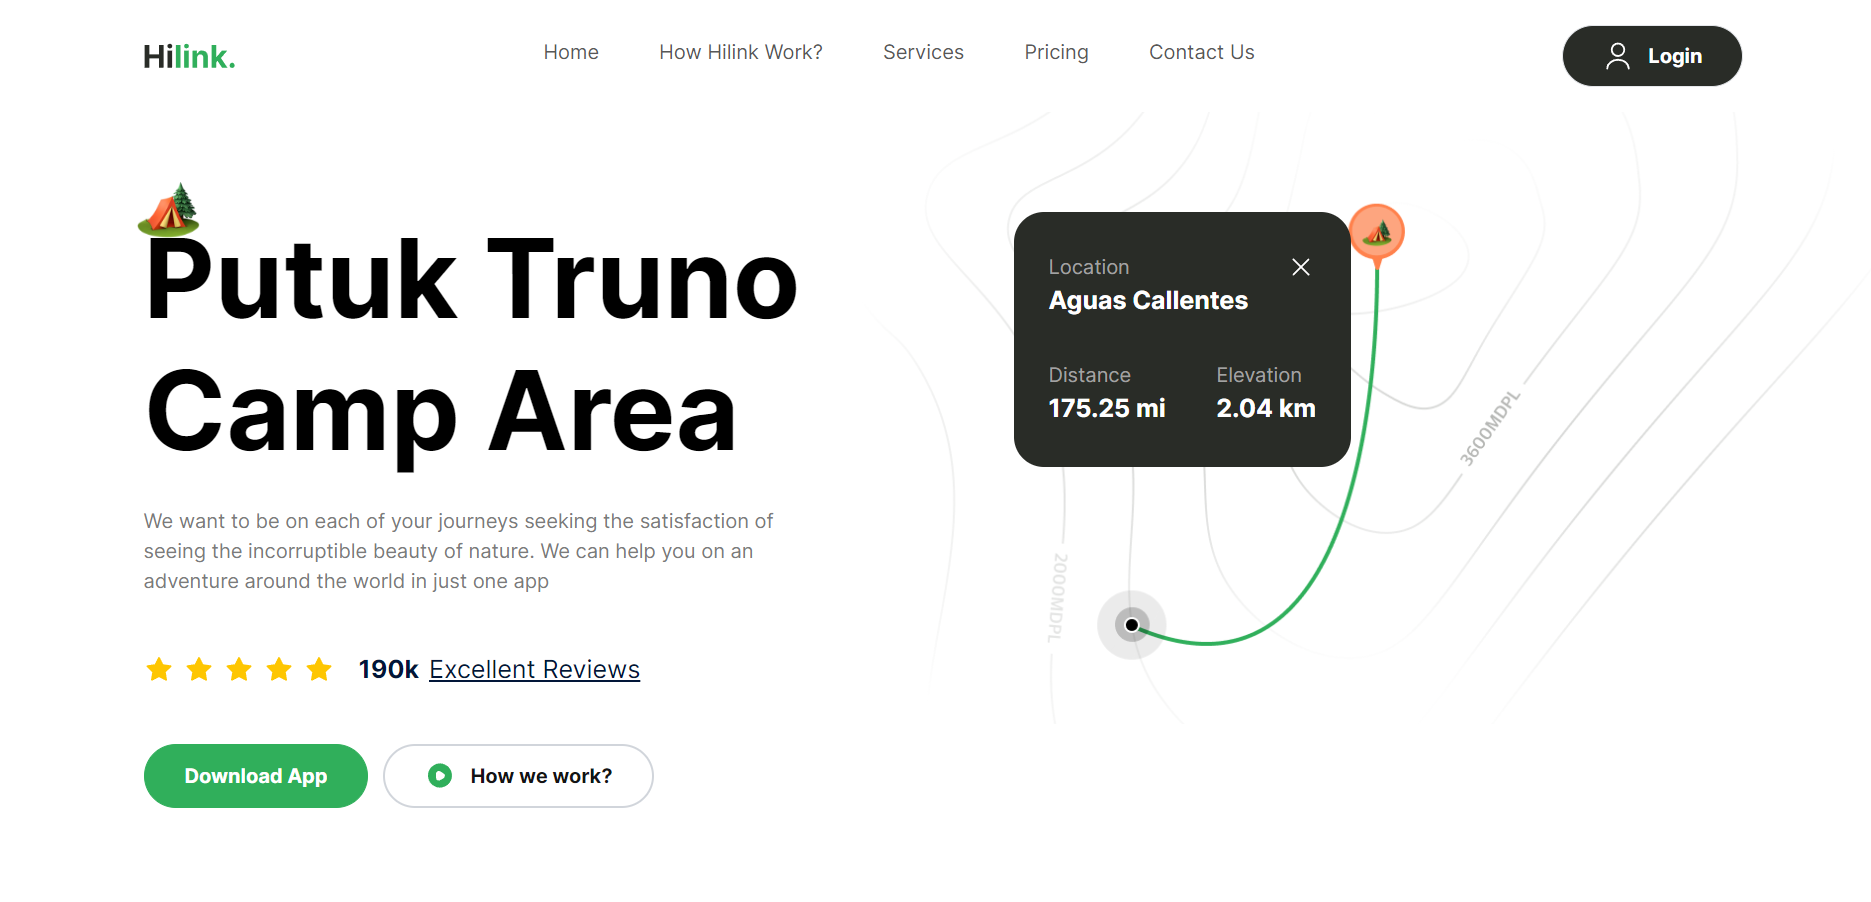 Hilink.
Home
How Hilink Work?
Services
Pricing
Contact Us
Login
Putuk Truno
Camp Area
We want to be on each of your journeys seeking the satisfaction of
seeing the incorruptible beauty of nature. We can help you on an
adventure around the world in just one app
190k Excellent Reviews
Download App
How we work?
Location
Aguas Callentes
Distance
175.25 mi
Elevation
2.04 km
3600MDPL
2000MDPL